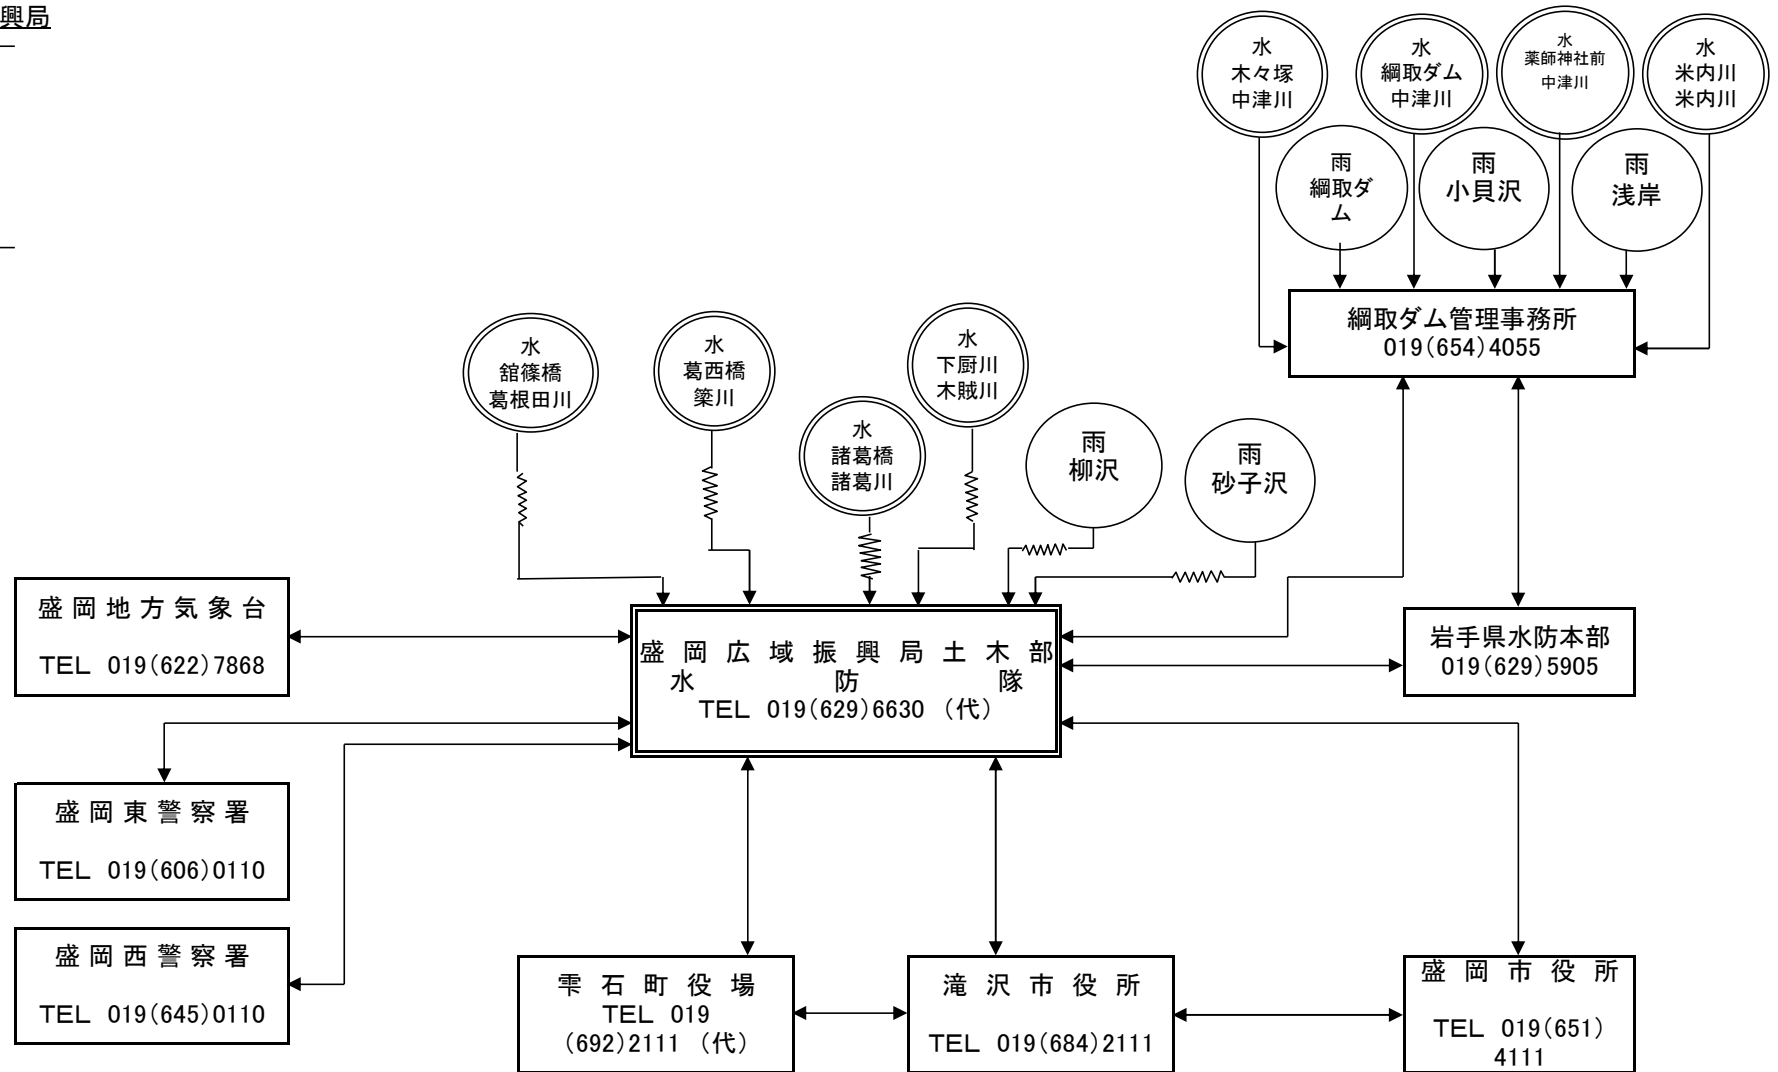 興局
水
木々塚
中津川
水
綱取ダム
中津川
水
薬師神社前
中津川
水
米内川
米内川
雨
綱取ダ
ム
雨
小貝沢
雨
浅岸
綱取ダム管理事務所
019(654)4055
水
舘篠橋
葛根田川
水
葛西橋
簗川
水
諸葛橋
諸葛川
水
下厨川
木賊川
雨
柳沢
雨
砂子沢
盛岡地方気象台
TEL 019(622)7868
盛岡広域振興局土木部
水防隊
TEL 019(629)6630 (代)
岩手県水防本部
019(629)5905
盛岡東警察署
TEL 019(606)0110
盛岡西警察署
TEL 019(645)0110
雫石町役場
TEL 019
(692)2111 (代)
滝沢市役所
TEL 019(684)2111
盛岡市役所
TEL 019(651)
4111